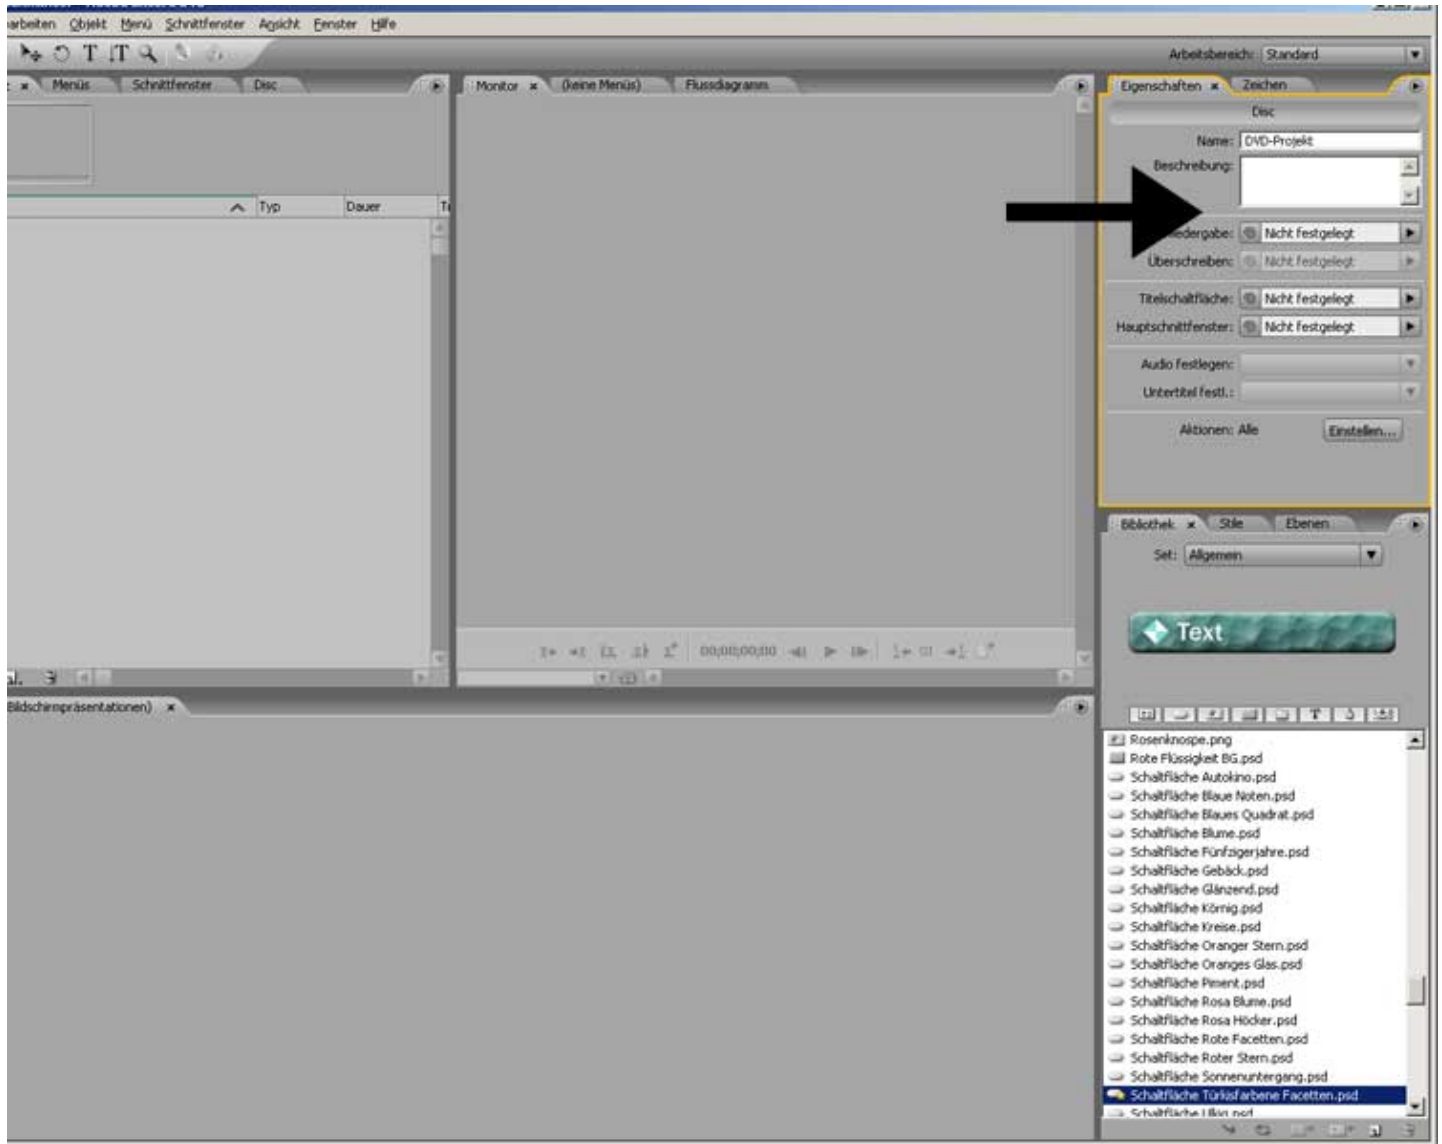 Objekt Menü Schnittfenster Ansicht Fenster Hilfe
T T
Arbeitsbereich: Standard
Menüs Schnittfenster Disc
Monitor x (keine Menüs) Flussdiagramm
Eigenschaften x Zeichen
Disc
Name: DVD-Projekt
Beschreibung:
Typ Dauer
Nicht festgelegt
Überschreiben: Nicht festgelegt
Titelschaltfläche: Nicht festgelegt
Hauptschnittfenster: Nicht festgelegt
Audio festlegen:
Untertitel festl.:
Aktionen: Alle Einstellen...
Bibliothek x Stile Ebenen
Set: Allgemein
Text
00;00;00;00
Bildschirmpräsentationen) x
Rosenknospe.png
Rote Flüssigkeit BG.psd
Schaltfläche Autokino.psd
Schaltfläche Blaue Noten.psd
Schaltfläche Blaues Quadrat.psd
Schaltfläche Blume.psd
Schaltfläche Fünfzigerjahre.psd
Schaltfläche Gebäck.psd
Schaltfläche Glänzend.psd
Schaltfläche Körnig.psd
Schaltfläche Kreise.psd
Schaltfläche Oranger Stern.psd
Schaltfläche Oranges Glas.psd
Schaltfläche Piment.psd
Schaltfläche Rosa Blume.psd
Schaltfläche Rosa Höcker.psd
Schaltfläche Rote Facetten.psd
Schaltfläche Roter Stern.psd
Schaltfläche Sonnenuntergang.psd
Schaltfläche Türkisfarbene Facetten.psd
Schaltfläche